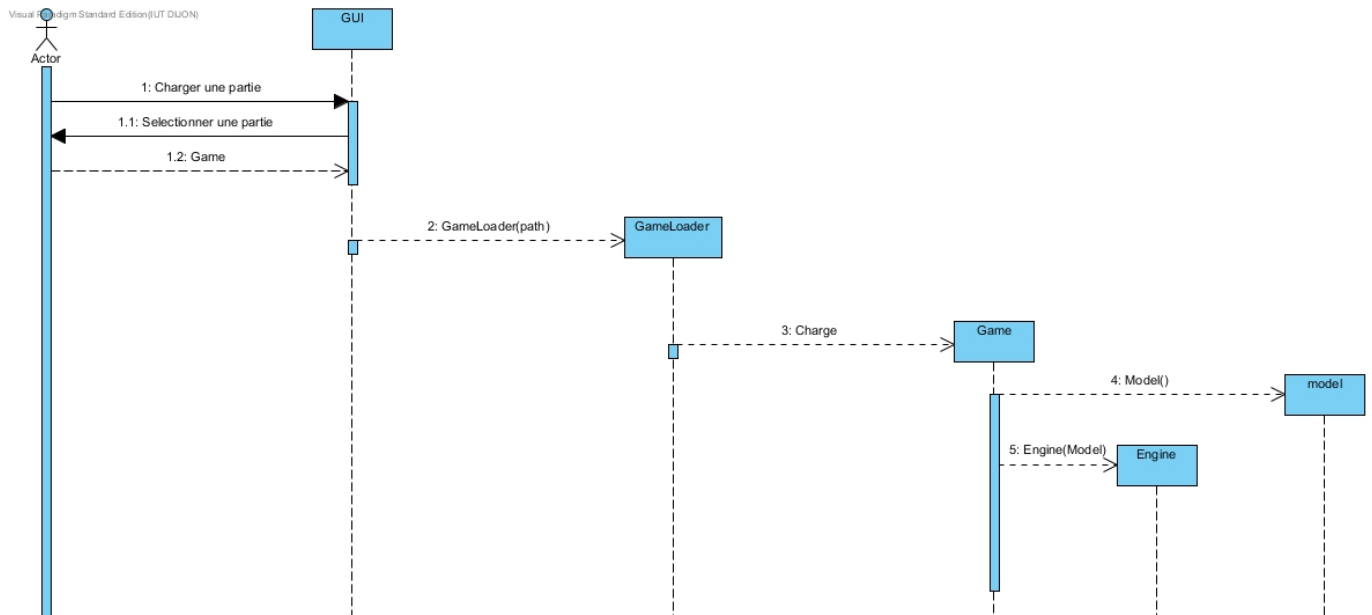 Visual Paradigm Standard Edition(IUT DIJON)
GUI
Actor
1: Charger une partie
1.1: Selectionner une partie
1.2: Game
2: GameLoader(path)
GameLoader
3: Charge
Game
4: Model()
model
5: Engine(Model)
Engine